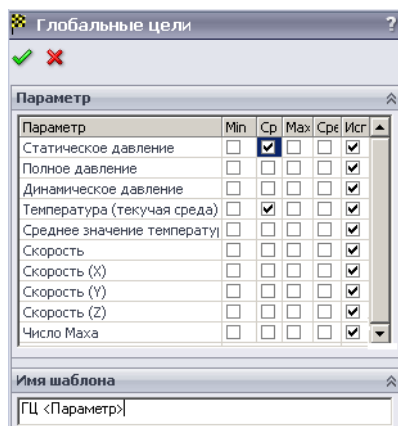 Глобальные цели ?
Параметр
Параметр Min Ср Max Сре Исп
Статическое давление
Полное давление
Динамическое давление
Температура (текучая среда)
Среднее значение температур
Скорость
Скорость (X)
Скорость (Y)
Скорость (Z)
Число Маха
Имя шаблона
ГЦ <Параметр>